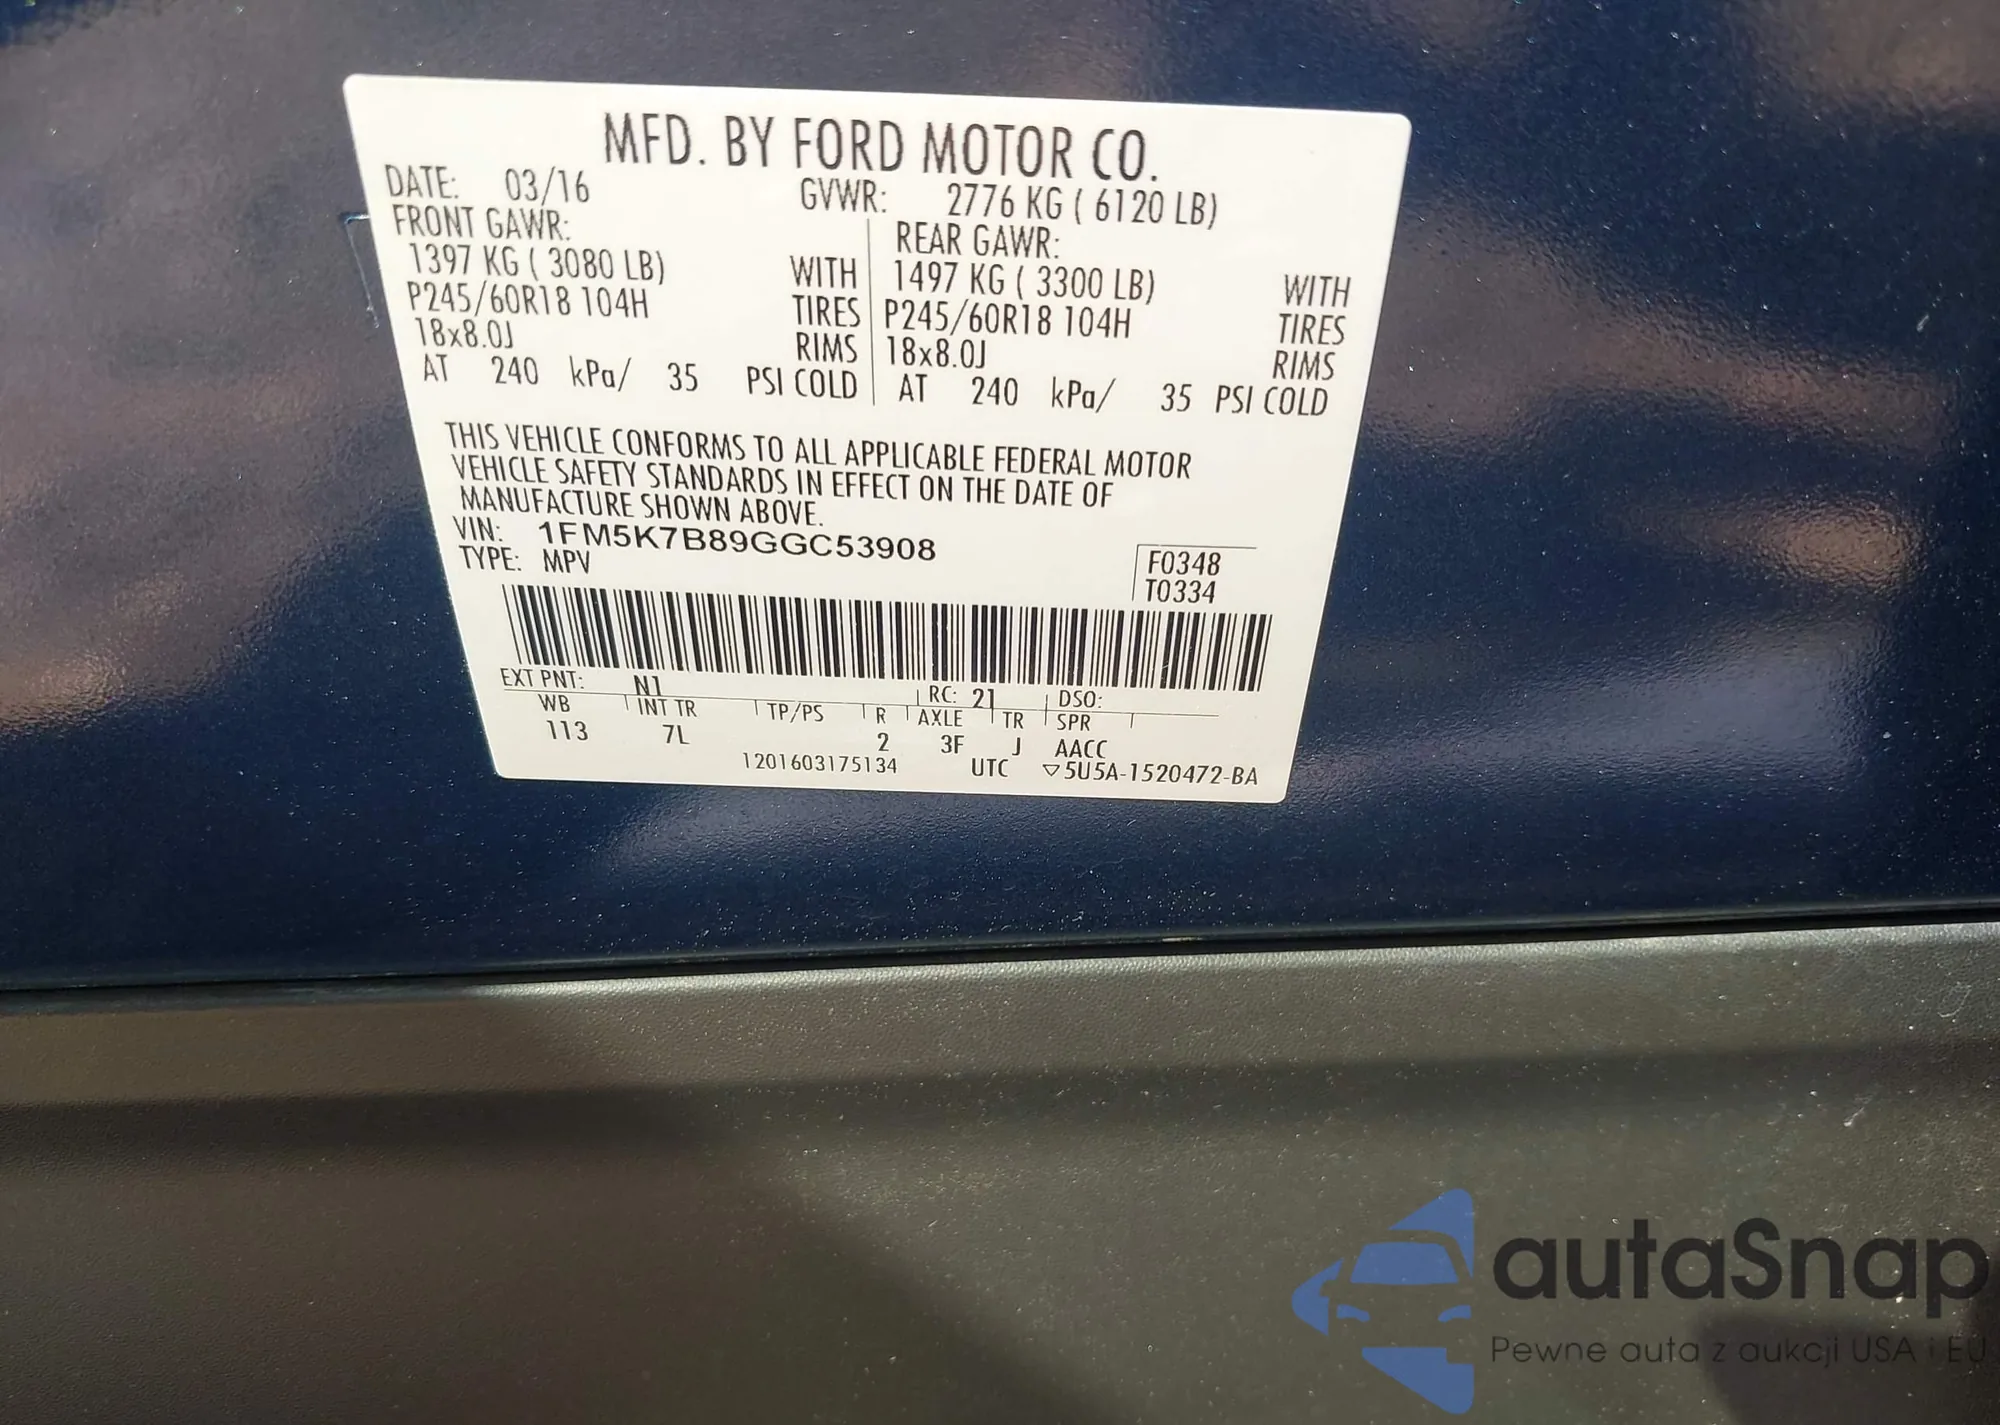 MFD. BY FORD MOTOR CO.
DATE: 03/16 GVWR: 2776 KG ( 6120 LB)
FRONT GAWR: REAR GAWR:
1397 KG ( 3080 LB) WITH 1497 KG ( 3300 LB) WITH
P245/60R18 104H TIRES P245/60R18 104H TIRES
18x8.0J RIMS 18x8.0J RIMS
AT 240 kPa/ 35 PSI COLD AT 240 kPa/ 35 PSI COLD
THIS VEHICLE CONFORMS TO ALL APPLICABLE FEDERAL MOTOR
VEHICLE SAFETY STANDARDS IN EFFECT ON THE DATE OF
MANUFACTURE SHOWN ABOVE.
VIN: 1FM5K7B89GGC53908
TYPE: MPV
F0348
T0334
EXT PNT: N1 RC: 21 DSO:
WB INT TR TP/PS R AXLE TR SPR
113 7L 2 3F J AACC
1201603175134 UTC ▽5U5A-1520472-BA
autaSnap
Pewne auta z aukcji USA i EU